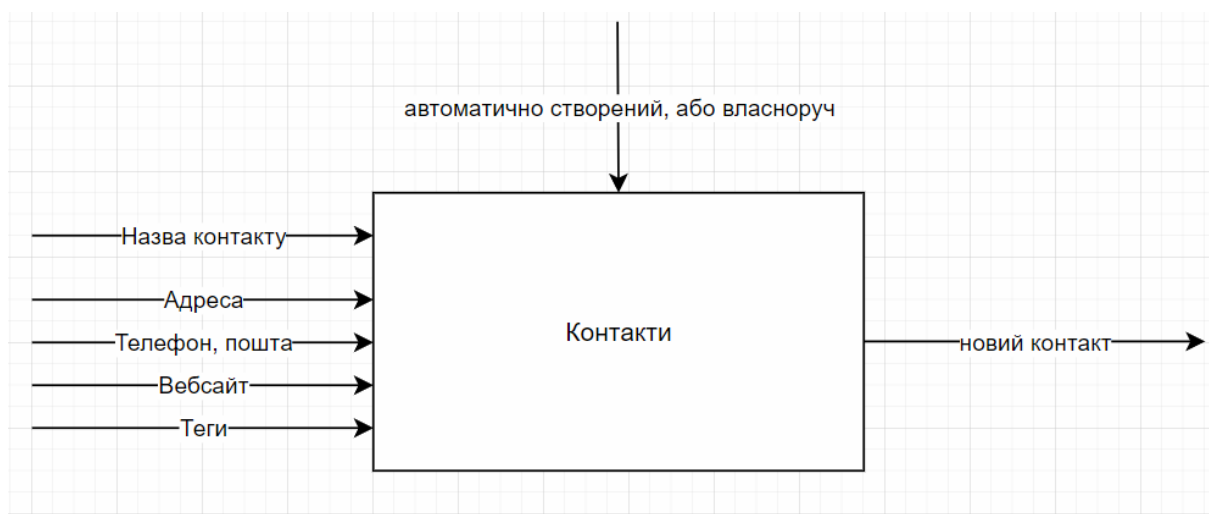 автоматично створений, або власноруч
Назва контакту
Адреса
Телефон, пошта
Вебсайт
Теги
Контакти
новий контакт